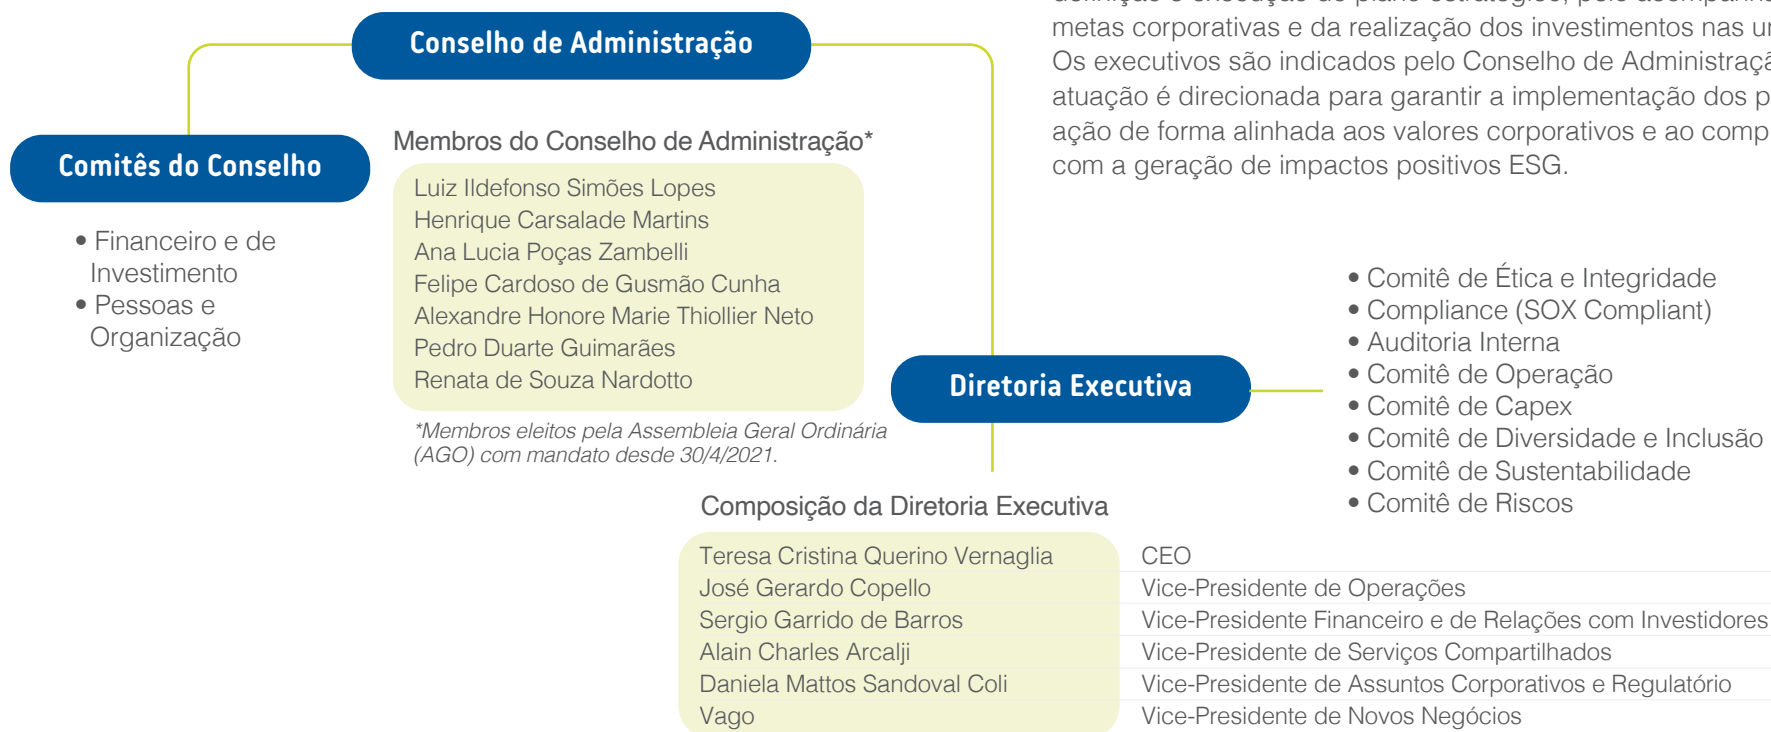 definição e execução do plano estratégico, pelo
metas corporativas e da realização dos investimentos nas
Os executivos são indicados pelo Conselho de
atuação é direcionada para garantir a implementação dos
ação de forma alinhada aos valores corporativos e ao
com a geração de impactos positivos ESG.
Conselho de Administração
Comitês do Conselho
• Financeiro e de
Investimento
• Pessoas e
Organização
Membros do Conselho de Administração*
Luiz Ildefonso Simões Lopes
Henrique Carsalade Martins
Ana Lucia Poças Zambelli
Felipe Cardoso de Gusmão Cunha
Alexandre Honore Marie Thiollier Neto
Pedro Duarte Guimarães
Renata de Souza Nardotto
*Membros eleitos pela Assembleia Geral Ordinária
(AGO) com mandato desde 30/4/2021.
Diretoria Executiva
• Comitê de Ética e Integridade
• Compliance (SOX Compliant)
• Auditoria Interna
• Comitê de Operação
• Comitê de Capex
• Comitê de Diversidade e Inclusão
• Comitê de Sustentabilidade
• Comitê de Riscos
Composição da Diretoria Executiva
Teresa Cristina Querino Vernaglia CEO
José Gerardo Copello Vice-Presidente de Operações
Sergio Garrido de Barros Vice-Presidente Financeiro e de Relações com Investidores
Alain Charles Arcalji Vice-Presidente de Serviços Compartilhados
Daniela Mattos Sandoval Coli Vice-Presidente de Assuntos Corporativos e Regulatório
Vago Vice-Presidente de Novos Negócios